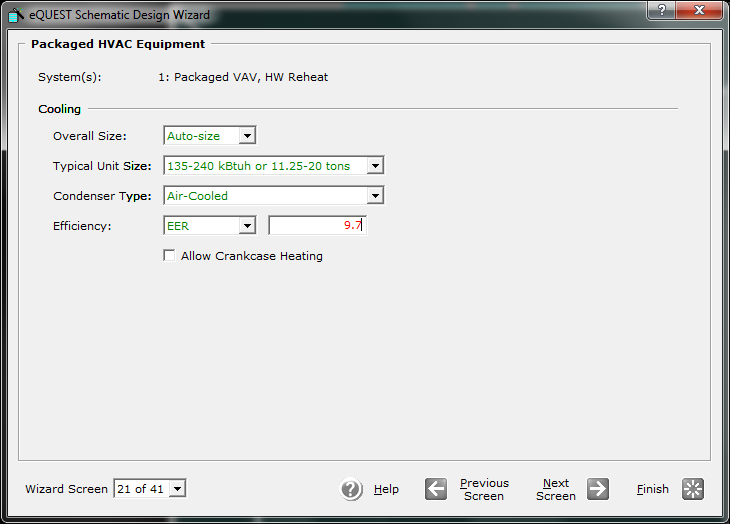 eQUEST Schematic Design Wizard
Packaged HVAC Equipment
System(s): 1: Packaged VAV, HW Reheat
Cooling
Overall Size: Auto-size
Typical Unit Size: 135-240 kBtuh or 11.25-20 tons
Condenser Type: Air-Cooled
Efficiency: EER 9.7
Allow Crankcase Heating
Wizard Screen 21 of 41 ? Help Previous Screen Next Screen Finish